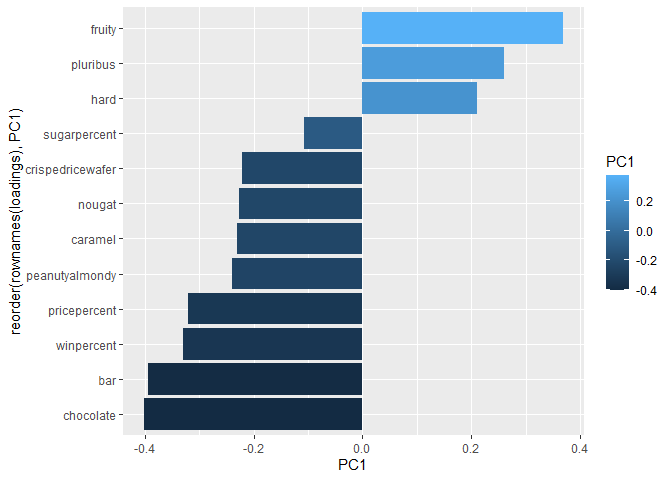 fruity
pluribus
hard
sugarpercent
crispedricewafer
nougat
caramel
peanutyalmondy
pricepercent
winpercent
bar
chocolate
reorder(rownames(loadings), PC1)
-0.4
-0.2
0.0
0.2
0.4
PC1
PC1
0.2
0.0
-0.2
-0.4